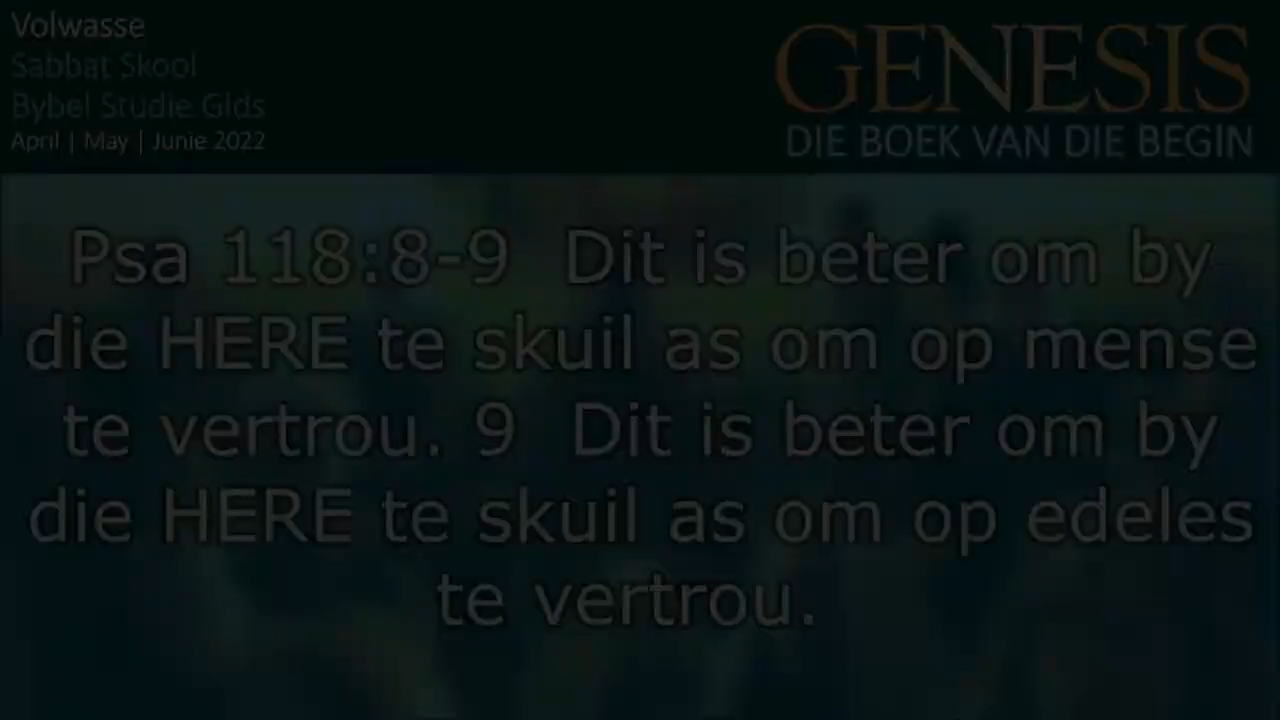 Volwasse
Sabbat Skool
Bybel Studie Gids
April | May | Junie 2022
GENESIS
DIE BOEK VAN DIE BEGIN
Psa 118:8-9 Dit is beter om by
die HERE te skuil as om op mense
te vertrou. 9 Dit is beter om by
die HERE te skuil as om op edeles
te vertrou.